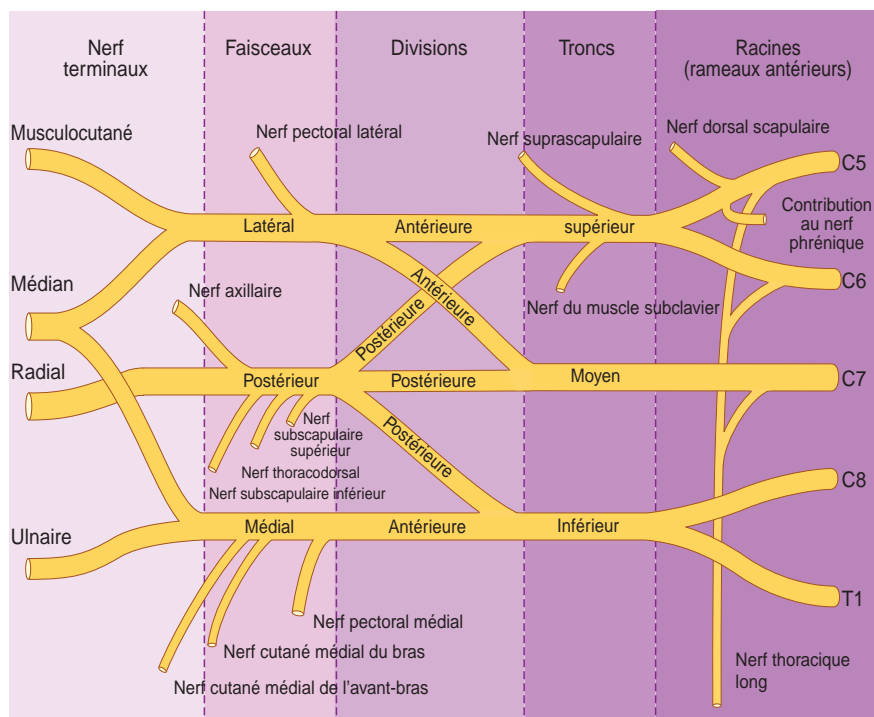 Nerf
terminaux
Faisceaux
Divisions
Troncs
Racines
(rameaux antérieurs)
Musculocutané
Nerf pectoral latéral
Nerf suprascapulaire
Nerf dorsal scapulaire
C5
Contribution
au nerf
phrénique
Latéral
Antérieure
supérieur
Médian
Nerf axillaire
Antérieure
Postérieure
Nerf du muscle subclavier
C6
Radial
Postérieur
Postérieure
Moyen
C7
Nerf
subscapulaire
supérieur
Nerf thoracodorsal
Nerf subscapulaire inférieur
Postérieure
C8
Ulnaire
Médial
Antérieure
Inférieur
T1
Nerf pectoral médial
Nerf cutané médial du bras
Nerf cutané médial de l'avant-bras
Nerf thoracique
long